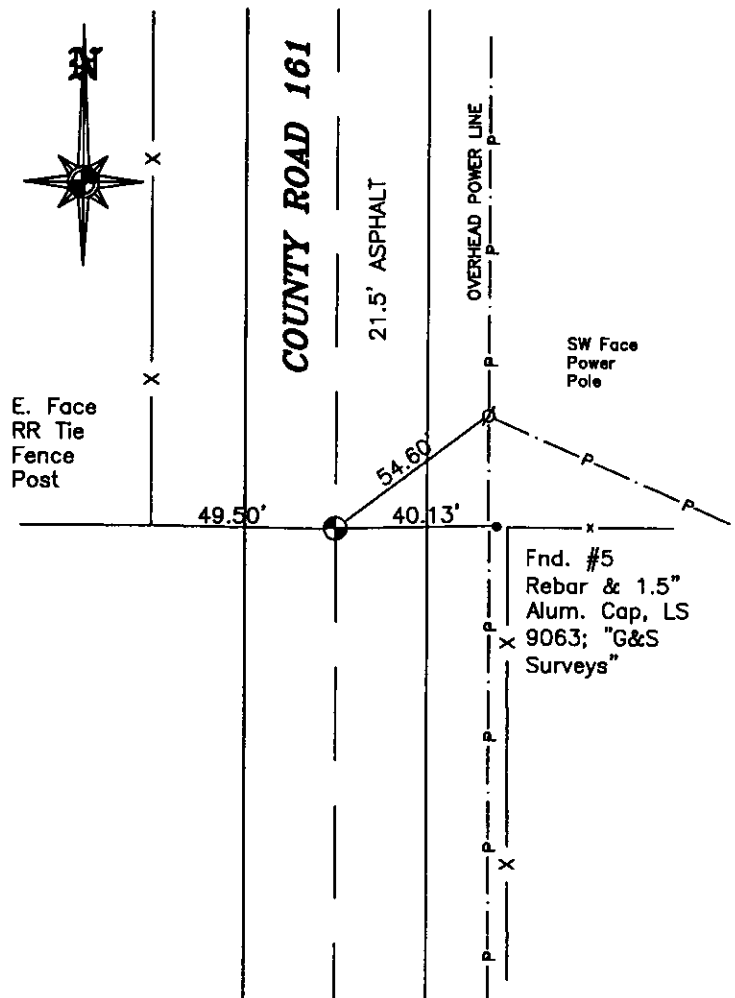 N
COUNTY ROAD 161
21.5' ASPHALT
OVERHEAD POWER LINE
P
P
P
SW Face
Power
Pole
X
X
E. Face
RR Tie
Fence
Post
54.60'
P
P
49.50'
40.13'
x
Fnd. #5
Rebar & 1.5"
Alum. Cap, LS
9063; "G&S
Surveys"
P
X
P
P
X
P